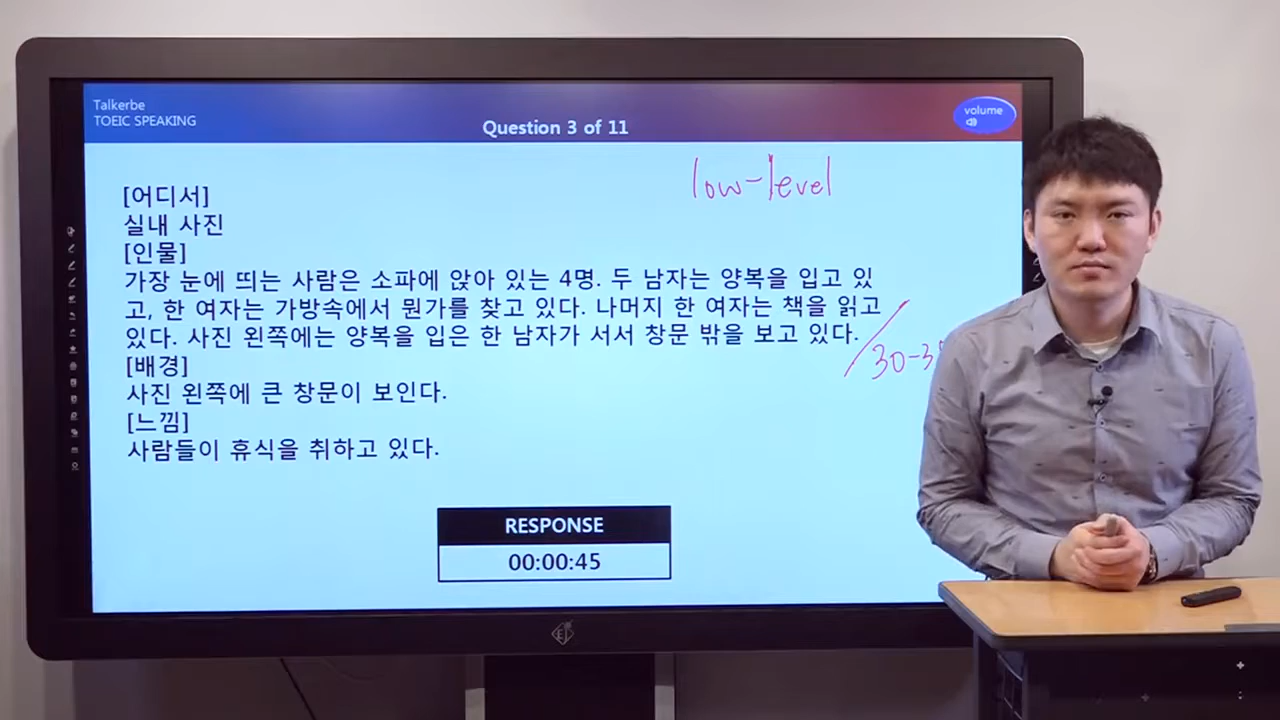 Talkerbe
TOEIC SPEAKING
Question 3 of 11
volume
low-level
[어디서]
실내 사진
[인물]
가장 눈에 띄는 사람은 소파에 앉아 있는 4명. 두 남자는 양복을 입고 있
고, 한 여자는 가방속에서 뭔가를 찾고 있다. 나머지 한 여자는 책을 읽고
있다. 사진 왼쪽에는 양복을 입은 한 남자가 서서 창문 밖을 보고 있다.
30-3
[배경]
사진 왼쪽에 큰 창문이 보인다.
[느낌]
사람들이 휴식을 취하고 있다.
RESPONSE
00:00:45